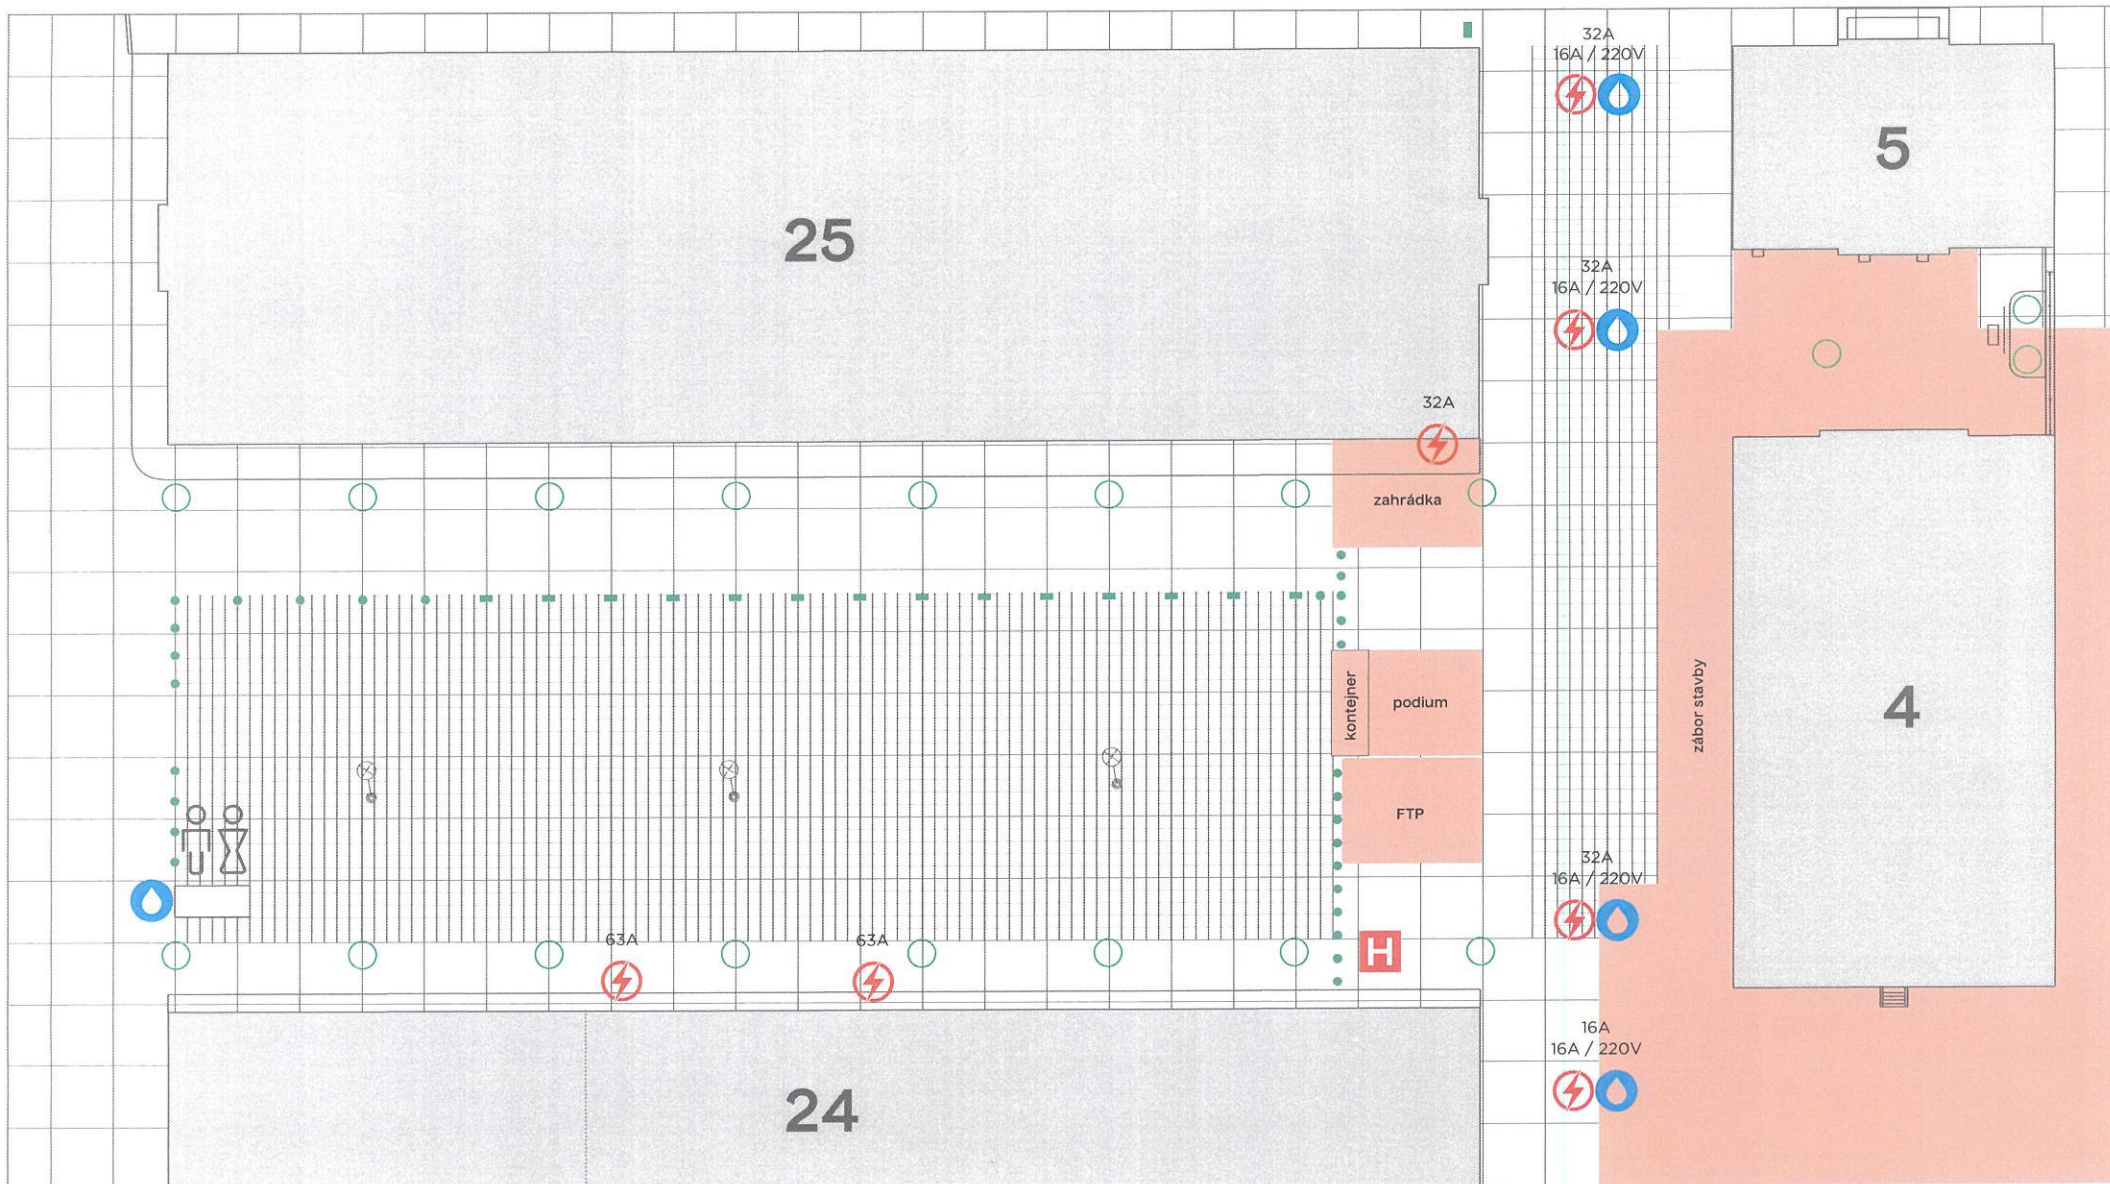 32A
16A / 220V
5
25
32A
16A / 220V
32A
zahrádka
kontejner
podium
zábor stavby
4
FTP
32A
16A / 220V
63A
63A
H
16A
16A / 220V
24